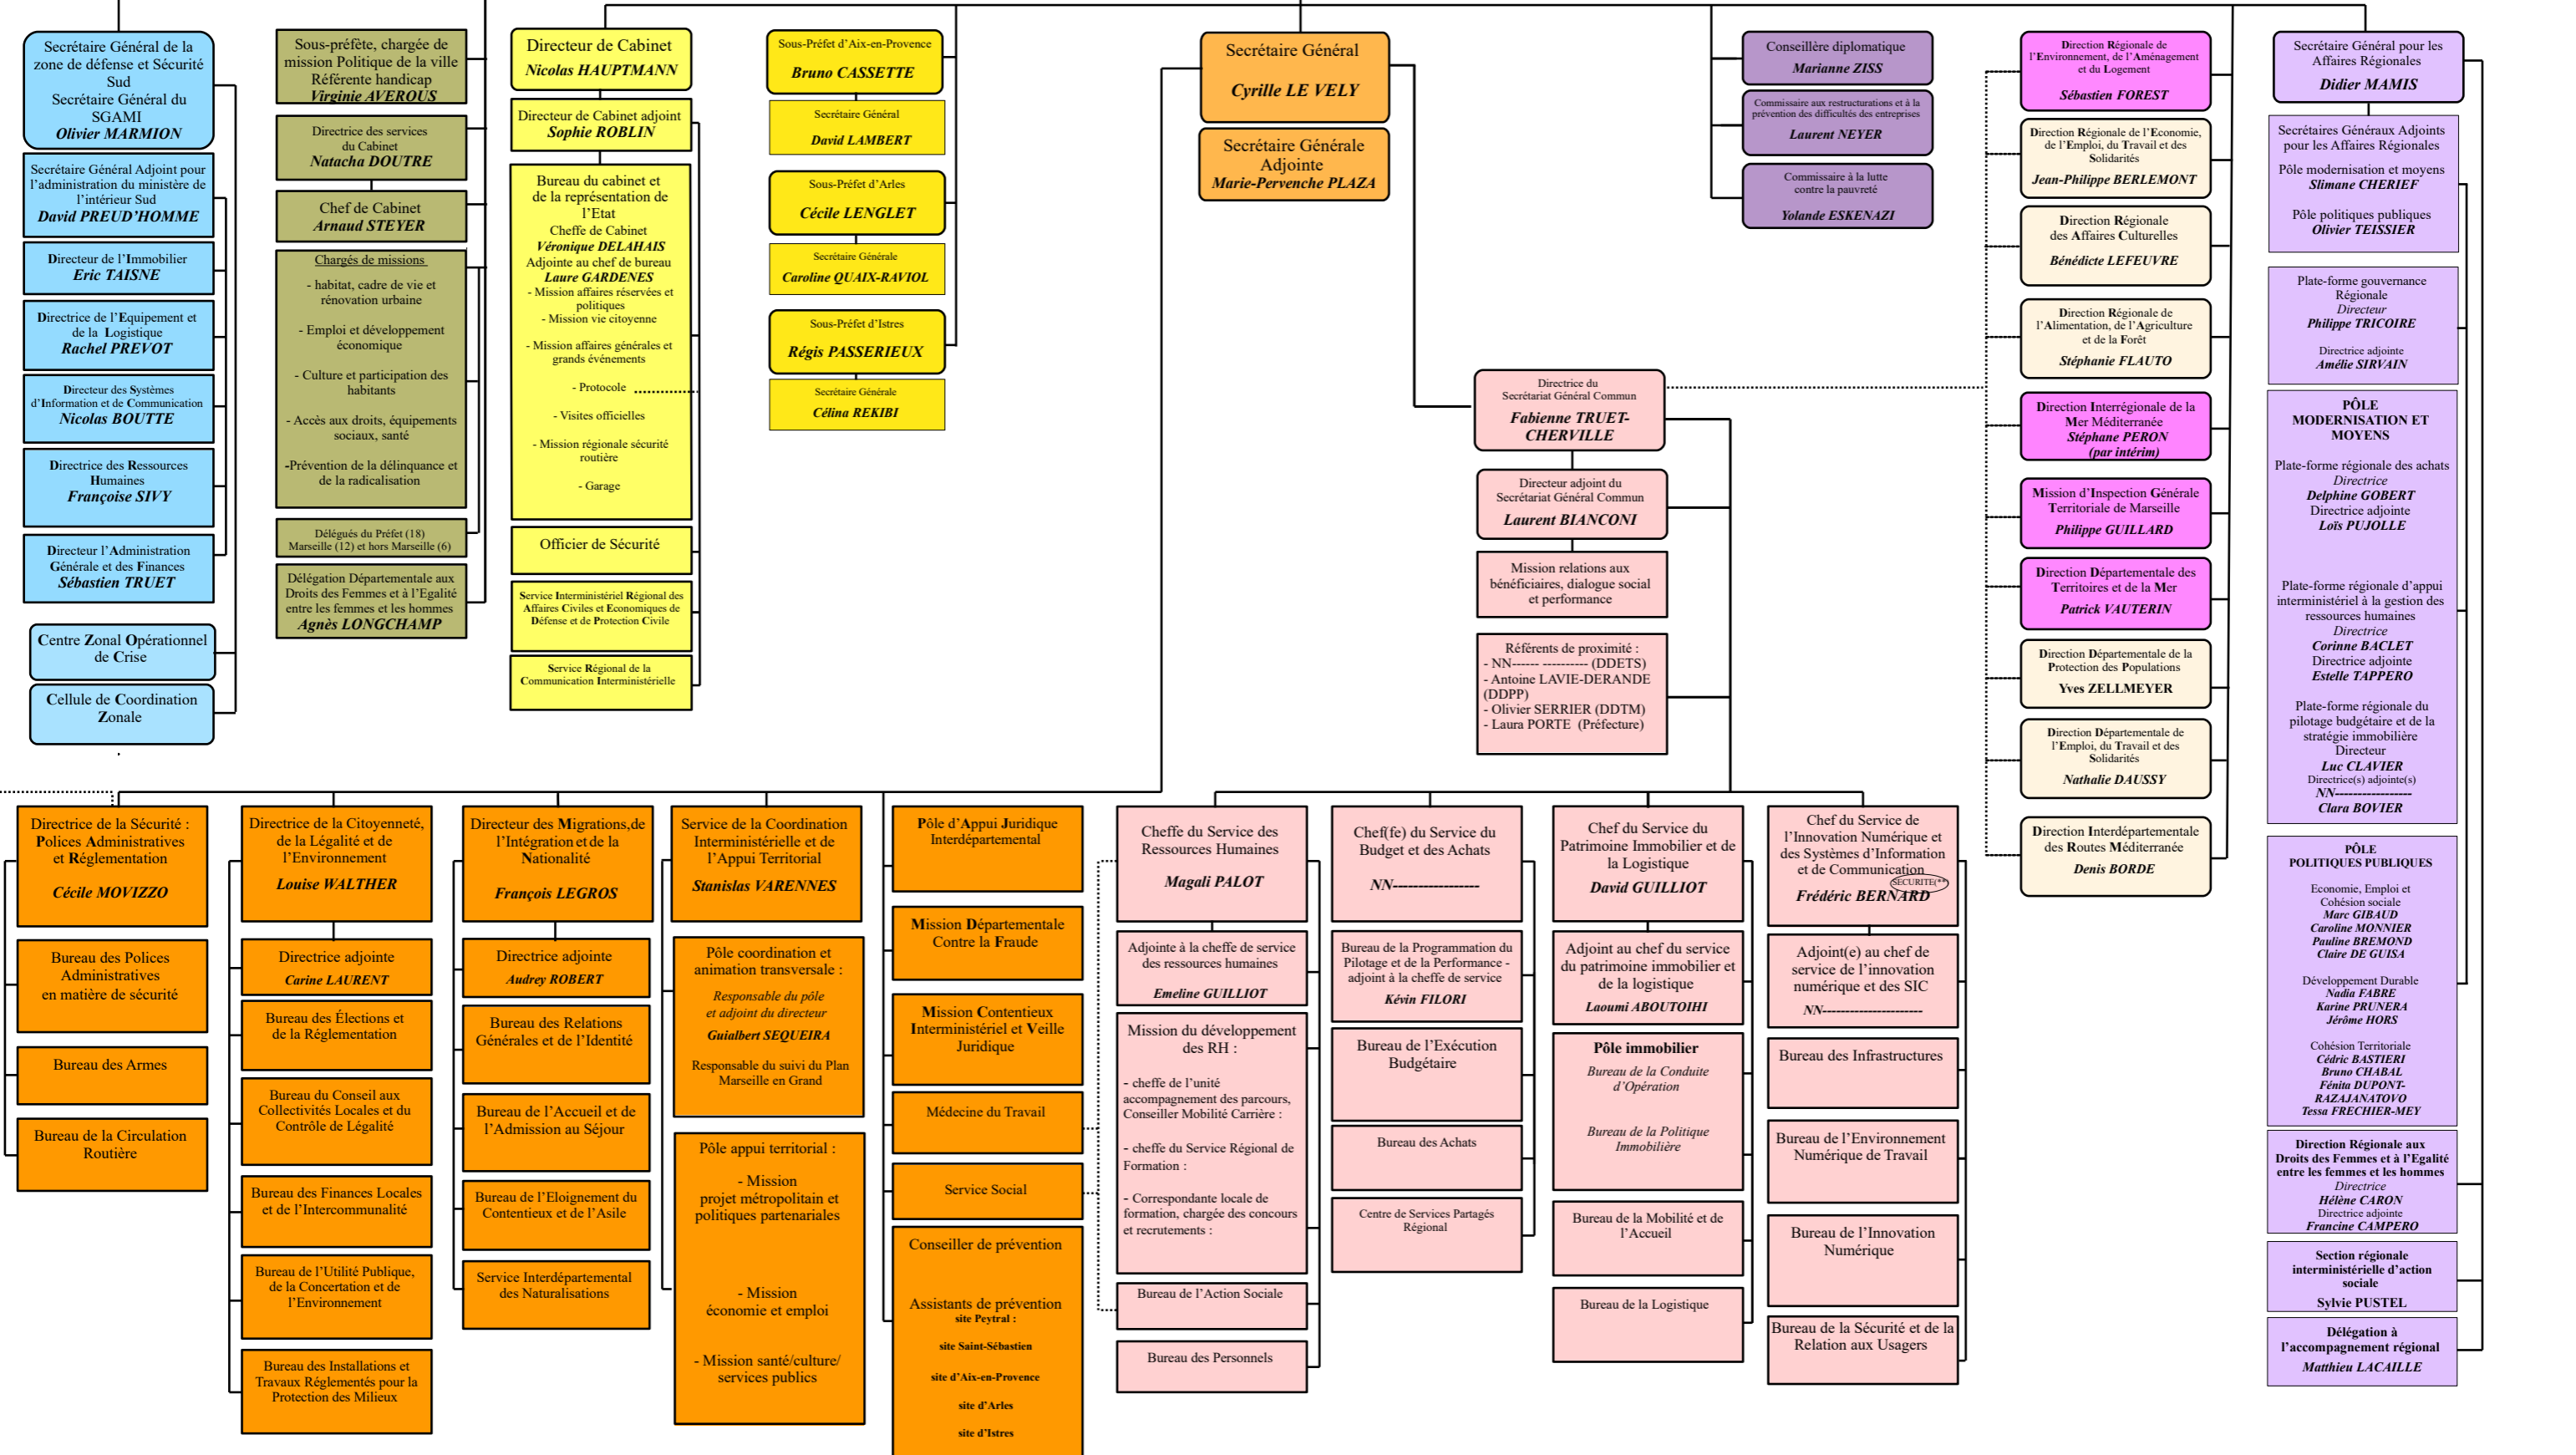 Secrétaire Général de la
zone de défense et Sécurité
Sud
Secrétaire Général du
SGAMI
Olivier MARMION
Secrétaire Général Adjoint pour
l'administration du ministère de
l'intérieur Sud
David PREUD'HOMME
Directeur de l'Immobilier
Eric TAISNE
Directrice de l'Equipement et
de la Logistique
Rachel PREVOT
Directeur des Systèmes
d'Information et de Communication
Nicolas BOUTTE
Directrice des Ressources
Humaines
Françoise SIVY
Directeur l'Administration
Générale et des Finances
Sébastien TRUET
Centre Zonal Opérationnel
de Crise
Cellule de Coordination
Zonale
Sous-préfète, chargée de
mission Politique de la ville
Référente handicap
Virginie AVEROUS
Directrice des services
du Cabinet
Natacha DOUTRE
Chef de Cabinet
Arnaud STEYER
Chargés de missions
- habitat, cadre de vie et
rénovation urbaine
- Emploi et développement
économique
- Culture et participation des
habitants
- Accès aux droits, équipements
sociaux, santé
-Prévention de la délinquance et
de la radicalisation
Délégués du Préfet (18)
Marseille (12) et hors Marseille (6)
Délégation Départementale aux
Droits des Femmes et à l'Egalité
entre les femmes et les hommes
Agnès LONGCHAMP
Directeur de Cabinet
Nicolas HAUPTMANN
Directeur de Cabinet adjoint
Sophie ROBLIN
Bureau du cabinet et
de la représentation de
l'Etat
Cheffe de Cabinet
Véronique DELAHAIS
Adjointe au chef de bureau
Laure GARDENES
- Mission affaires réservées et
politiques
- Mission vie citoyenne
- Mission affaires générales et
grands événements
- Protocole
- Visites officielles
- Mission régionale sécurité
routière
- Garage
Officier de Sécurité
Service Interministériel Régional des
Affaires Civiles et Economiques de
Défense et de Protection Civile
Service Régional de la
Communication Interministérielle
Sous-Préfet d'Aix-en-Provence
Bruno CASSETTE
Secrétaire Général
David LAMBERT
Sous-Préfet d'Arles
Cécile LENGLET
Secrétaire Générale
Caroline QUAIX-RAVIOL
Sous-Préfet d'Istres
Régis PASSERIEUX
Secrétaire Générale
Célina REKIBI
Secrétaire Général
Cyrille LE VELY
Secrétaire Générale
Adjointe
Marie-Pervenche PLAZA
Directrice du
Secrétariat Général Commun
Fabienne TRUET-
CHERVILLE
Directeur adjoint du
Secrétariat Général Commun
Laurent BIANCONI
Mission relations aux
bénéficiaires, dialogue social
et performance
Référents de proximité :
- NN------ ---------- (DDETS)
- Antoine LAVIE-DERANDE
(DDPP)
- Olivier SERRIER (DDTM)
- Laura PORTE (Préfecture)
Conseillère diplomatique
Marianne ZISS
Commissaire aux restructurations et à la
prévention des difficultés des entreprises
Laurent NEYER
Commissaire à la lutte
contre la pauvreté
Yolande ESKENAZI
Direction Régionale de
l'Environnement, de l'Aménagement
et du Logement
Sébastien FOREST
Direction Régionale de l'Economie,
de l'Emploi, du Travail et des
Solidarités
Jean-Philippe BERLEMONT
Direction Régionale
des Affaires Culturelles
Bénédicte LEFEUVRE
Direction Régionale de
l'Alimentation, de l'Agriculture
et de la Forêt
Stéphanie FLAUTO
Direction Interrégionale de la
Mer Méditerranée
Stéphane PERON
(par intérim)
Mission d'Inspection Générale
Territoriale de Marseille
Philippe GUILLARD
Direction Départementale des
Territoires et de la Mer
Patrick VAUTERIN
Direction Départementale de la
Protection des Populations
Yves ZELLMEYER
Direction Départementale de
l'Emploi, du Travail et des
Solidarités
Nathalie DAUSSY
Direction Interdépartementale
des Routes Méditerranée
Denis BORDE
Secrétaire Général pour les
Affaires Régionales
Didier MAMIS
Secrétaires Généraux Adjoints
pour les Affaires Régionales
Pôle modernisation et moyens
Slimane CHERIEF
Pôle politiques publiques
Olivier TEISSIER
Plate-forme gouvernance
Régionale
Directeur
Philippe TRICOIRE
Directrice adjointe
Amélie SIRVAIN
PÔLE
MODERNISATION ET
MOYENS
Plate-forme régionale des achats
Directrice
Delphine GOBERT
Directrice adjointe
Loïs PUJOLLE
Plate-forme régionale d'appui
interministériel à la gestion des
ressources humaines
Directrice
Corinne BACLET
Directrice adjointe
Estelle TAPPERO
Plate-forme régionale du
pilotage budgétaire et de la
stratégie immobilière
Directeur
Luc CLAVIER
Directrice(s) adjointe(s)
NN------------------
Clara BOVIER
PÔLE
POLITIQUES PUBLIQUES
Economie, Emploi et
Cohésion sociale
Marc GIBAUD
Caroline MONNIER
Pauline BREMOND
Claire DE GUISA
Développement Durable
Nadia FABRE
Karine PRUNERA
Jérôme HORS
Cohésion Territoriale
Cédric BASTIERI
Bruno CHABAL
Fénita DUPONT-
RAZAJANATOVO
Tessa FRECHIER-MEY
Direction Régionale aux
Droits des Femmes et à l'Egalité
entre les femmes et les hommes
Directrice
Hélène CARON
Directrice adjointe
Francine CAMPERO
Section régionale
interministérielle d'action
sociale
Sylvie PUSTEL
Délégation à
l'accompagnement régional
Matthieu LACAILLE
Directrice de la Sécurité :
Polices Administratives
et Réglementation
Cécile MOVIZZO
Bureau des Polices
Administratives
en matière de sécurité
Bureau des Armes
Bureau de la Circulation
Routière
Directrice de la Citoyenneté,
de la Légalité et de
l'Environnement
Louise WALTHER
Directrice adjointe
Carine LAURENT
Bureau des Élections et
de la Réglementation
Bureau du Conseil aux
Collectivités Locales et du
Contrôle de Légalité
Bureau des Finances Locales
et de l'Intercommunalité
Bureau de l'Utilité Publique,
de la Concertation et de
l'Environnement
Bureau des Installations et
Travaux Réglementés pour la
Protection des Milieux
Directeur des Migrations,de
l'Intégration et de la
Nationalité
François LEGROS
Directrice adjointe
Audrey ROBERT
Bureau des Relations
Générales et de l'Identité
Bureau de l'Accueil et de
l'Admission au Séjour
Bureau de l'Eloignement du
Contentieux et de l'Asile
Service Interdépartemental
des Naturalisations
Service de la Coordination
Interministérielle et de
l'Appui Territorial
Stanislas VARENNES
Pôle coordination et
animation transversale :
Responsable du pôle
et adjoint du directeur
Guialbert SEQUEIRA
Responsable du suivi du Plan
Marseille en Grand
Pôle appui territorial :
- Mission
projet métropolitain et
politiques partenariales
- Mission
économie et emploi
- Mission santé/culture/
services publics
Pôle d'Appui Juridique
Interdépartemental
Mission Départementale
Contre la Fraude
Mission Contentieux
Interministériel et Veille
Juridique
Médecine du Travail
Service Social
Conseiller de prévention
Assistants de prévention
site Peytral :
site Saint-Sébastien
site d'Aix-en-Provence
site d'Arles
site d'Istres
Cheffe du Service des
Ressources Humaines
Magali PALOT
Adjointe à la cheffe de service
des ressources humaines
Emeline GUILLIOT
Mission du développement
des RH :
- cheffe de l'unité
accompagnement des parcours,
Conseiller Mobilité Carrière :
- cheffe du Service Régional de
Formation :
- Correspondante locale de
formation, chargée des concours
et recrutements :
Bureau de l'Action Sociale
Bureau des Personnels
Chef(fe) du Service du
Budget et des Achats
NN-----------------
Bureau de la Programmation du
Pilotage et de la Performance -
adjoint à la cheffe de service
Kévin FILORI
Bureau de l'Exécution
Budgétaire
Bureau des Achats
Centre de Services Partagés
Régional
Chef du Service du
Patrimoine Immobilier et de
la Logistique
David GUILLIOT
Adjoint au chef du service
du patrimoine immobilier et
de la logistique
Laoumi ABOUTOIHI
Pôle immobilier
Bureau de la Conduite
d'Opération
Bureau de la Politique
Immobilière
Bureau de la Mobilité et de
l'Accueil
Bureau de la Logistique
Chef du Service de
l'Innovation Numérique et
des Systèmes d'Information
et de Communication
SECURITE(**
Frédéric BERNARD
Adjoint(e) au chef de
service de l'innovation
numérique et des SIC
NN----------------------
Bureau des Infrastructures
Bureau de l'Environnement
Numérique de Travail
Bureau de l'Innovation
Numérique
Bureau de la Sécurité et de la
Relation aux Usagers